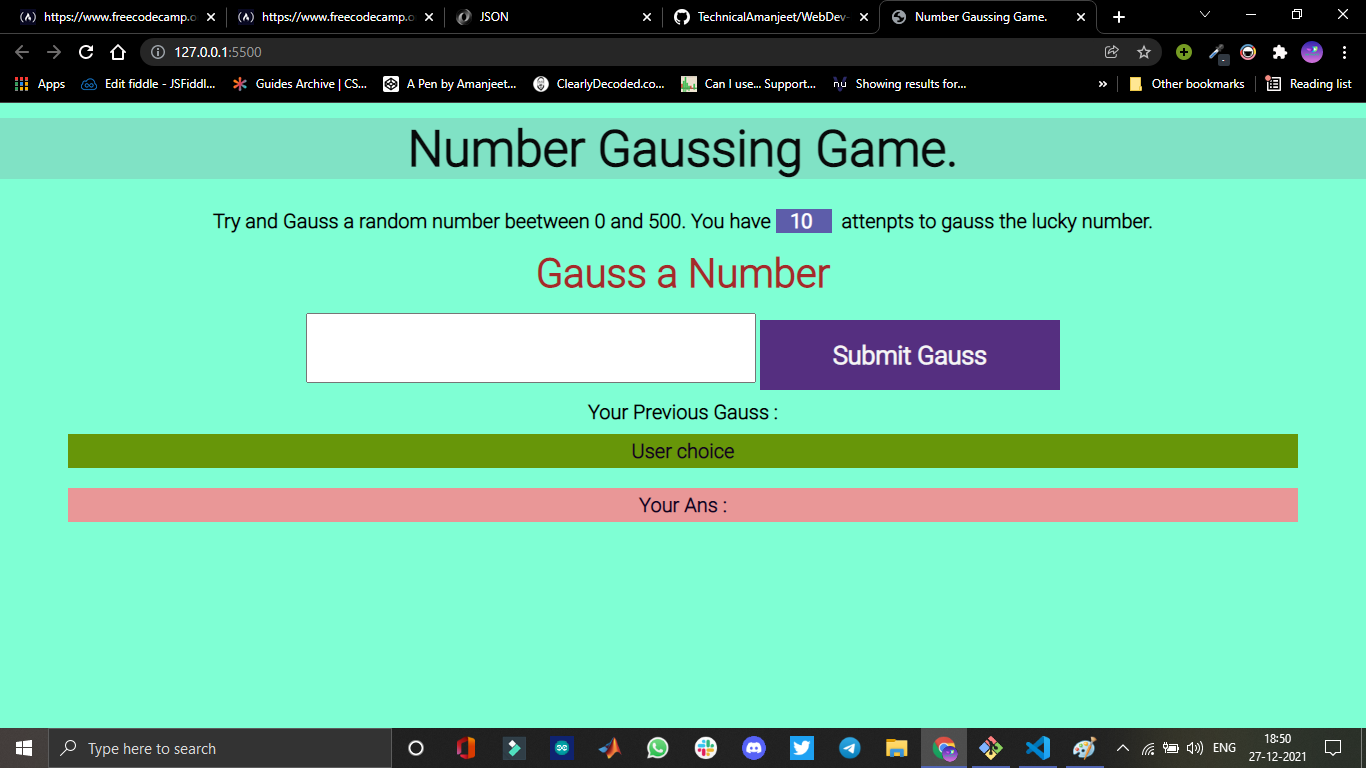 https://www.freecodecamp.o
https://www.freecodecamp.o
JSON
TechnicalAmanjeet/WebDev-
Number Gaussing Game.
127.0.0.1:5500
Apps
Edit fiddle - JSFiddl...
Guides Archive | CS...
A Pen by Amanjeet...
ClearlyDecoded.co...
Can I use... Support...
nu
Showing results for...
»
Other bookmarks
Reading list
Number Gaussing Game.
Try and Gauss a random number beetween 0 and 500. You have 10 attenpts to gauss the lucky number.
Gauss a Number
Submit Gauss
Your Previous Gauss :
User choice
Your Ans :
Type here to search
ENG
18:50
27-12-2021